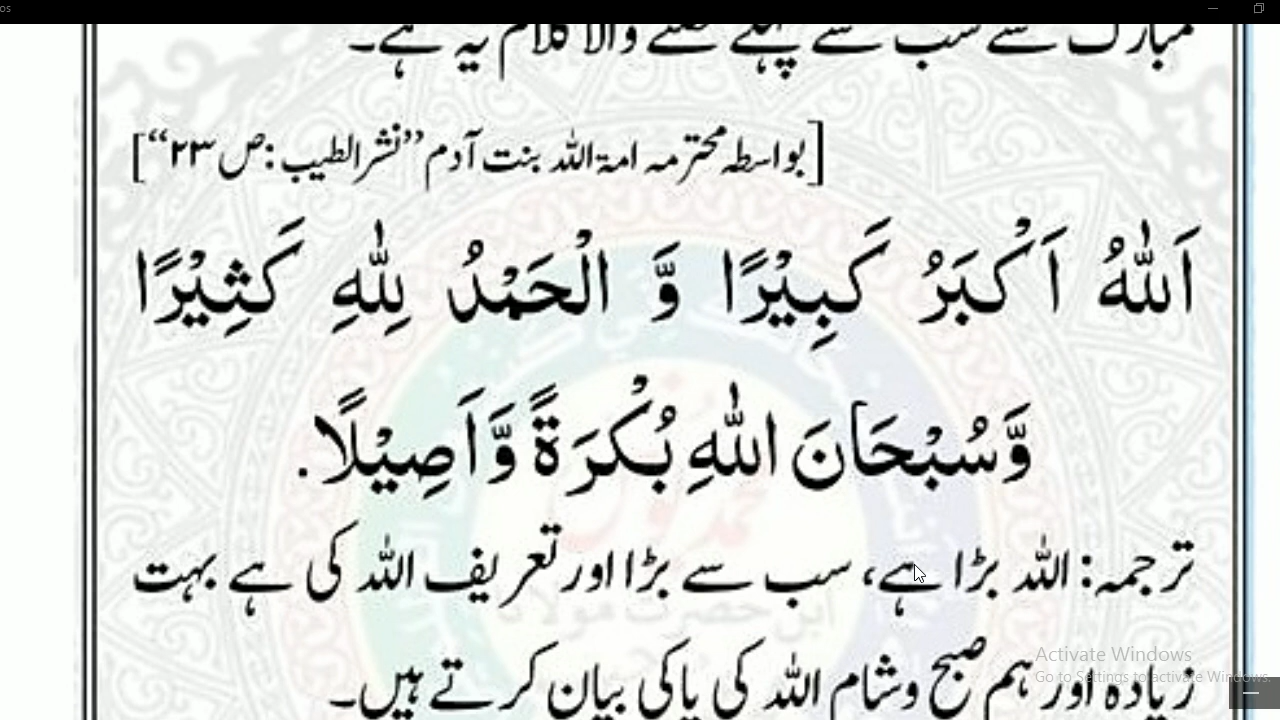 os
مبارک سے سب سے پہلے نکلنے والا کلام یہ ہے۔
[بواسطہ محترمہ امۃ اللہ بنت آدم ”نشر الطیب: ص ۲۳“]
اَللّٰهُ اَكْبَرُ كَبِيْرًا وَّ الْحَمْدُ لِلّٰهِ كَثِيْرًا
وَّسُبْحَانَ اللّٰهِ بُكْرَةً وَّاَصِيْلًا.
ترجمہ: اللہ بڑا ہے، سب سے بڑا اور تعریف اللہ کی ہے بہت
زیادہ اور ہم صبح وشام اللہ کی پاکی بیان کرتے ہیں۔
Activate Windows
Go to Settings to activate Windows.